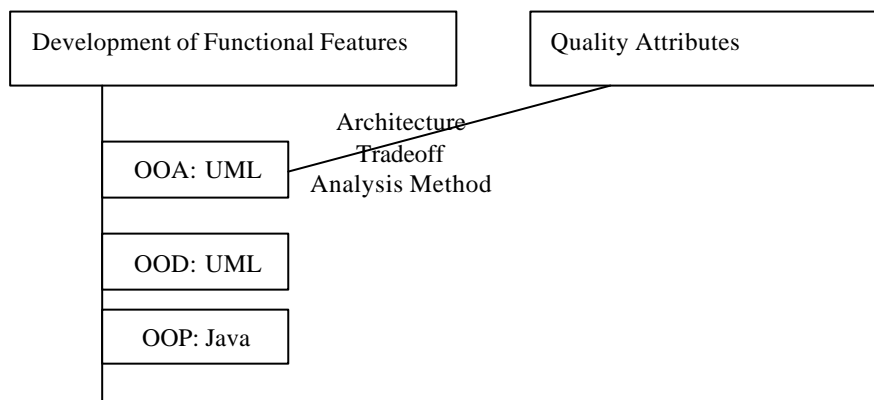 Development of Functional Features
Quality Attributes
Architecture
Tradeoff
Analysis Method
OOA: UML
OOD: UML
OOP: Java